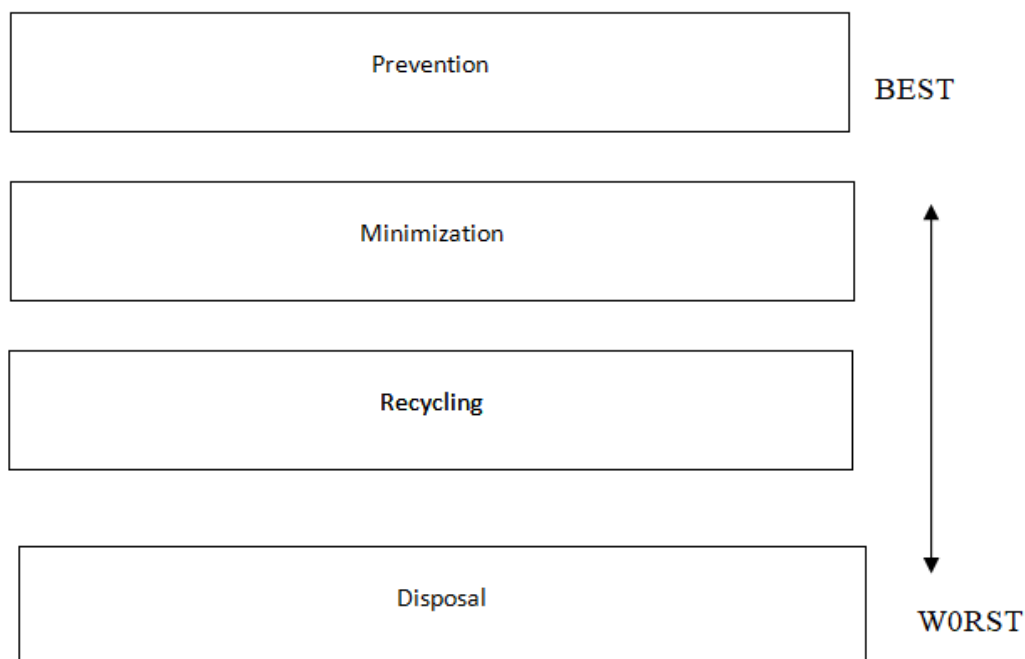 Prevention
BEST
Minimization
Recycling
Disposal
W0RST